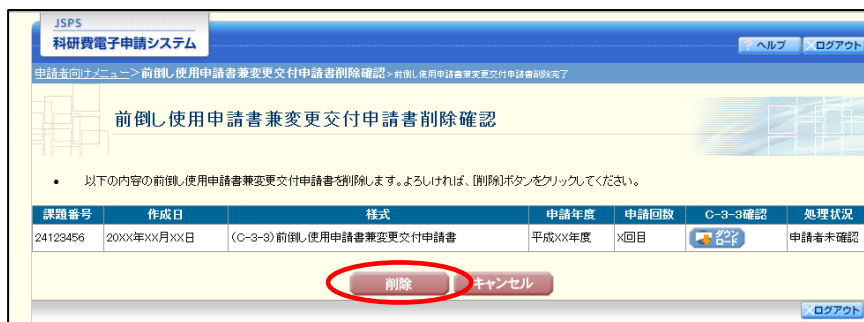 JSPS
科研費電子申請システム
? ヘルプ ×ログアウト
申請者向けメニュー>前倒し使用申請書兼変更交付申請書削除確認>前倒し使用申請書兼変更交付申請書削除完了
前倒し使用申請書兼変更交付申請書削除確認
• 以下の内容の前倒し使用申請書兼変更交付申請書を削除します。よろしければ、[削除]ボタンをクリックしてください。
課題番号 作成日 様式 申請年度 申請回数 C-3-3確認 処理状況
24123456 20XX年XX月XX日 (C-3-3)前倒し使用申請書兼変更交付申請書 平成XX年度 X回目 ダウンロード 申請者未確認
削除 キャンセル
×ログアウト